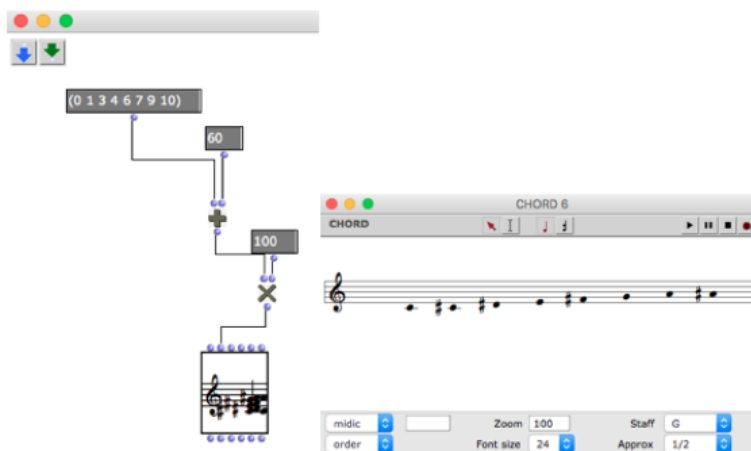 (0 1 3 4 6 7 9 10)
60
100
CHORD 6
CHORD
midic
Zoom 100
Staff G
order
Font size 24
Approx 1/2